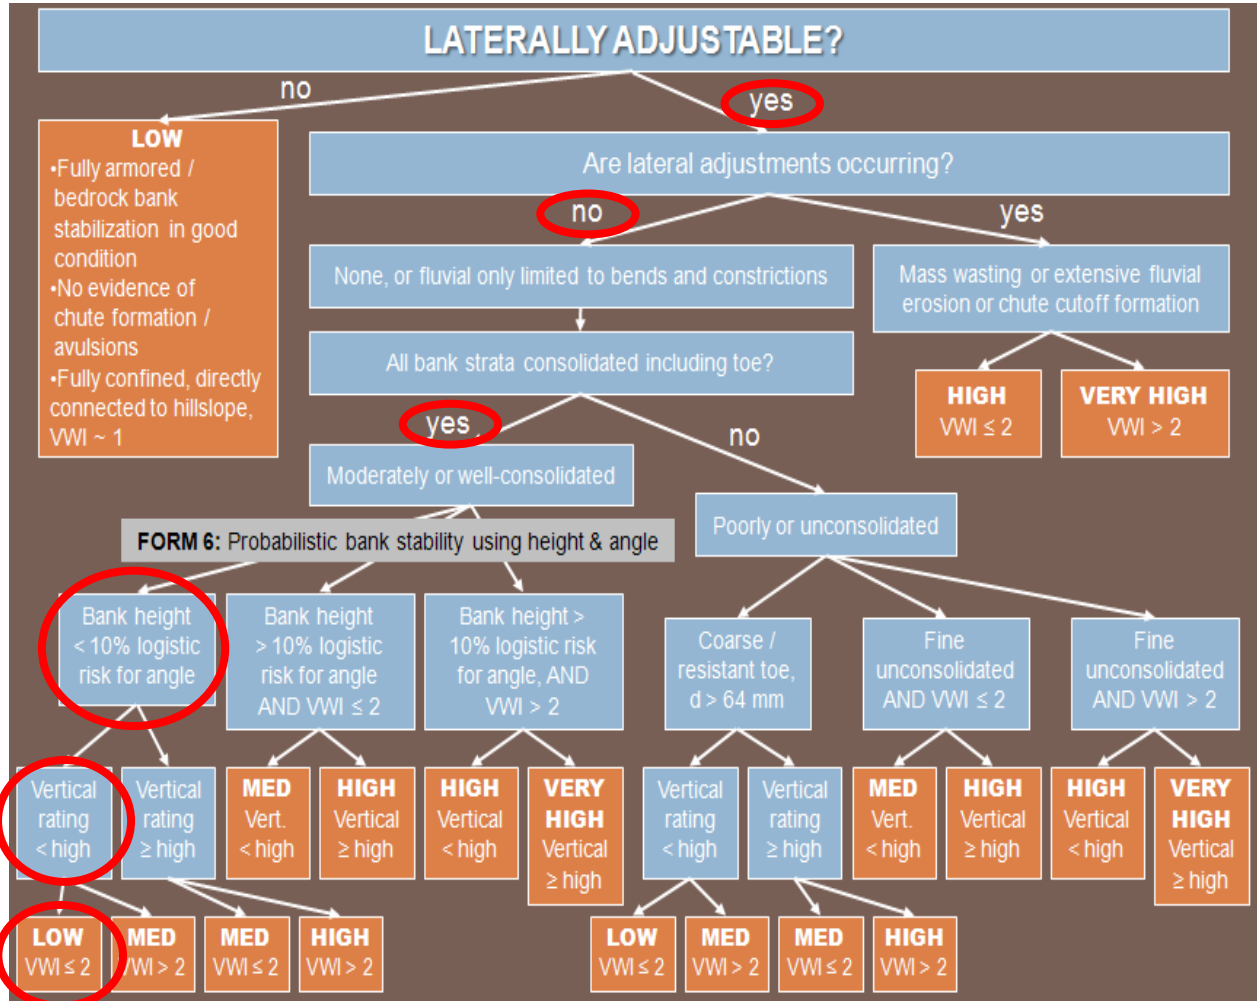 LATERALLY ADJUSTABLE?
no
yes
LOW
•Fully armored /
bedrock bank
stabilization in good
condition
•No evidence of
chute formation /
avulsions
•Fully confined, directly
connected to hillslope,
VWI ~ 1
Are lateral adjustments occurring?
no
yes
None, or fluvial only limited to bends and constrictions
Mass wasting or extensive fluvial
erosion or chute cutoff formation
All bank strata consolidated including toe?
HIGH
VWI ≤ 2
VERY HIGH
VWI > 2
yes
no
Moderately or well-consolidated
Poorly or unconsolidated
FORM 6: Probabilistic bank stability using height & angle
Bank height
< 10% logistic
risk for angle
Bank height
> 10% logistic
risk for angle
AND VWI ≤ 2
Bank height >
10% logistic risk
for angle, AND
VWI > 2
Coarse /
resistant toe,
d > 64 mm
Fine
unconsolidated
AND VWI ≤ 2
Fine
unconsolidated
AND VWI > 2
Vertical
rating
< high
Vertical
rating
≥ high
MED
Vert.
< high
HIGH
Vertical
≥ high
HIGH
Vertical
< high
VERY
HIGH
Vertical
≥ high
Vertical
rating
< high
Vertical
rating
≥ high
MED
Vert.
< high
HIGH
Vertical
≥ high
HIGH
Vertical
< high
VERY
HIGH
Vertical
≥ high
LOW
VWI ≤ 2
MED
VWI > 2
MED
VWI ≤ 2
HIGH
VWI > 2
LOW
VWI ≤ 2
MED
VWI > 2
MED
VWI ≤ 2
HIGH
VWI > 2